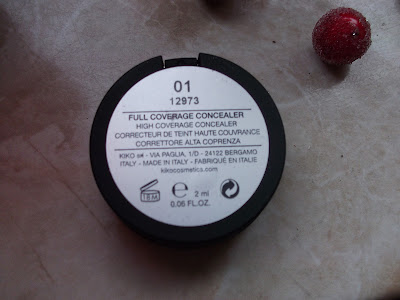 01
12973
FULL COVERAGE CONCEALER
HIGH COVERAGE CONCEALER
CORRECTEUR DE TEINT HAUTE COUVRANCE
CORRETTORE ALTA COPRENZA
KIKO srl - VIA PAGLIA, 1/D - 24122 BERGAMO
ITALY - MADE IN ITALY - FABRIQUÉ EN ITALIE
kikocosmetics.com
18M e 2 ml
0.06 FL.OZ.